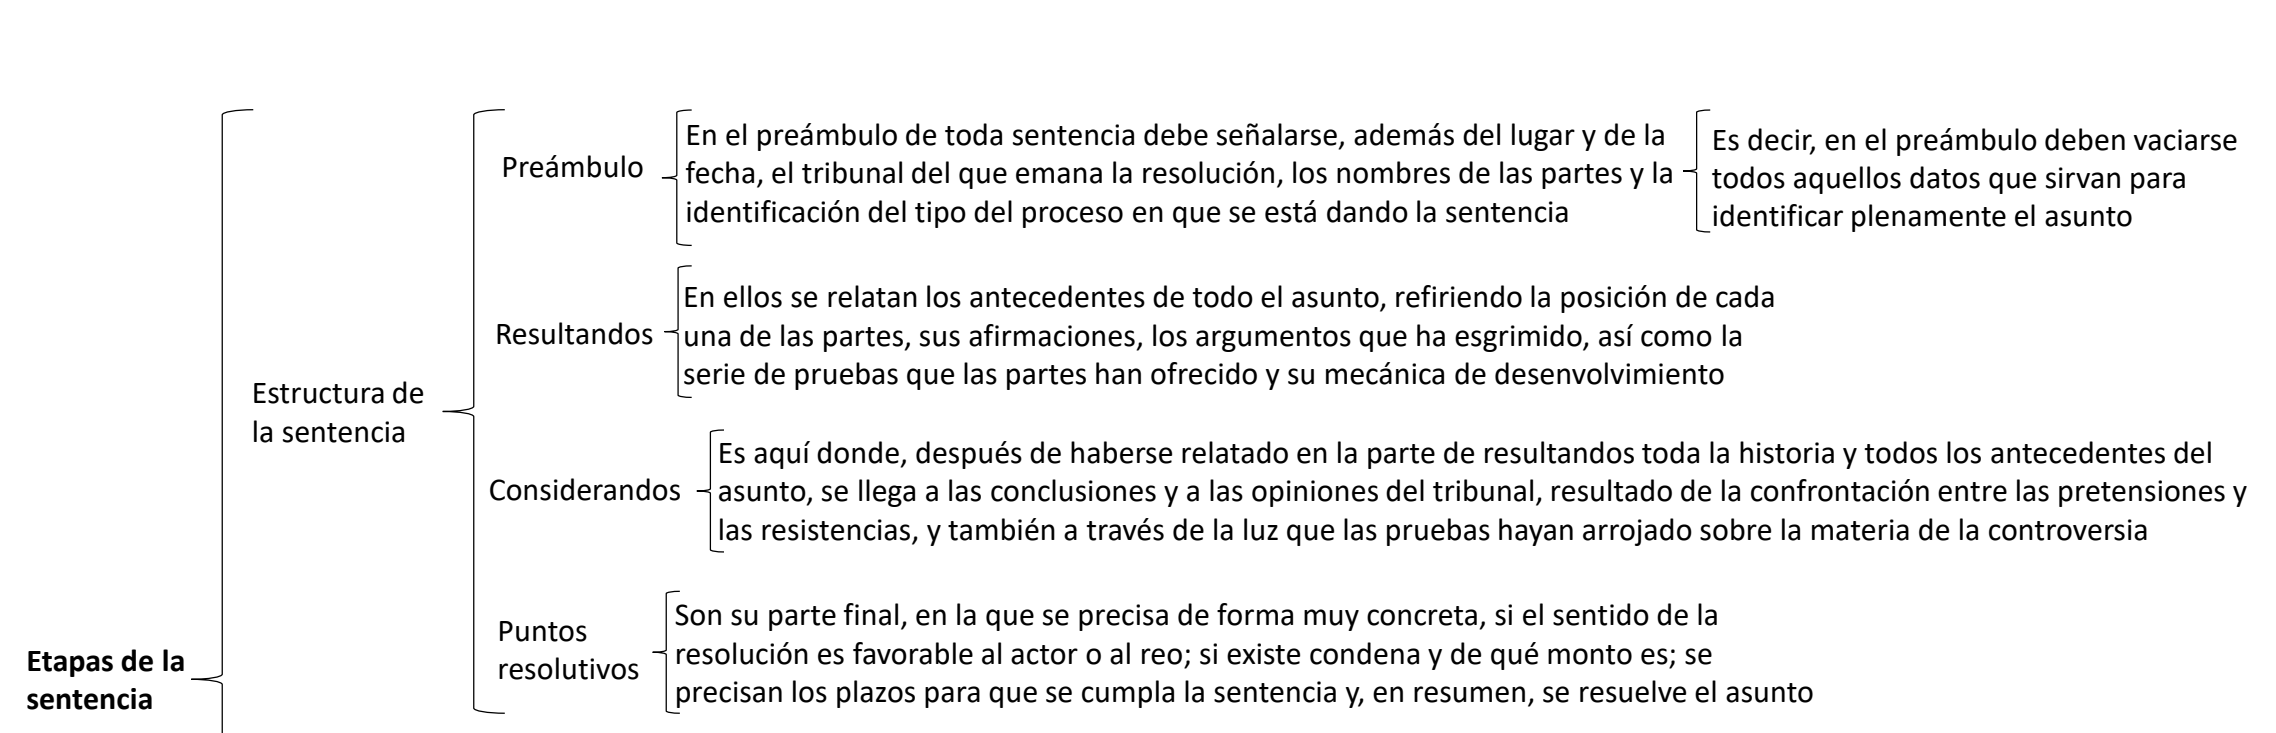 Etapas de la
sentencia
Estructura de
la sentencia
Preámbulo
En el preámbulo de toda sentencia debe señalarse, además del lugar y de la
fecha, el tribunal del que emana la resolución, los nombres de las partes y la
identificación del tipo del proceso en que se está dando la sentencia
Es decir, en el preámbulo deben vaciarse
todos aquellos datos que sirvan para
identificar plenamente el asunto
Resultandos
En ellos se relatan los antecedentes de todo el asunto, refiriendo la posición de cada
una de las partes, sus afirmaciones, los argumentos que ha esgrimido, así como la
serie de pruebas que las partes han ofrecido y su mecánica de desenvolvimiento
Considerandos
Es aquí donde, después de haberse relatado en la parte de resultandos toda la historia y todos los antecedentes del
asunto, se llega a las conclusiones y a las opiniones del tribunal, resultado de la confrontación entre las pretensiones y
las resistencias, y también a través de la luz que las pruebas hayan arrojado sobre la materia de la controversia
Puntos
resolutivos
Son su parte final, en la que se precisa de forma muy concreta, si el sentido de la
resolución es favorable al actor o al reo; si existe condena y de qué monto es; se
precisan los plazos para que se cumpla la sentencia y, en resumen, se resuelve el asunto